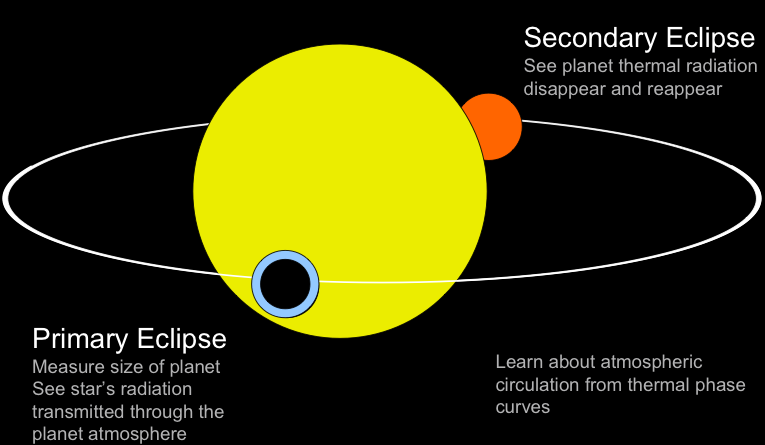 Secondary Eclipse
See planet thermal radiation
disappear and reappear
Primary Eclipse
Measure size of planet
See star’s radiation
transmitted through the
planet atmosphere
Learn about atmospheric
circulation from thermal phase
curves